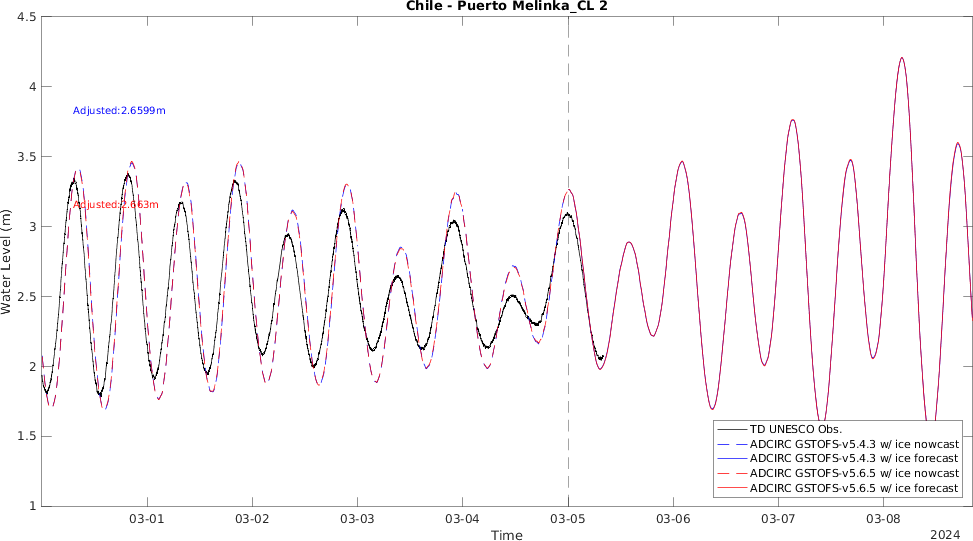 Chile - Puerto Melinka_CL 2
4.5
4
3.5
3
2.5
2
1.5
1
Water Level (m)
Adjusted:2.6599m
Adjusted:2.663m
TD UNESCO Obs.
ADCIRC GSTOFS-v5.4.3 w/ ice nowcast
ADCIRC GSTOFS-v5.4.3 w/ ice forecast
ADCIRC GSTOFS-v5.6.5 w/ ice nowcast
ADCIRC GSTOFS-v5.6.5 w/ ice forecast
03-01 03-02 03-03 03-04 03-05 03-06 03-07 03-08
Time
2024